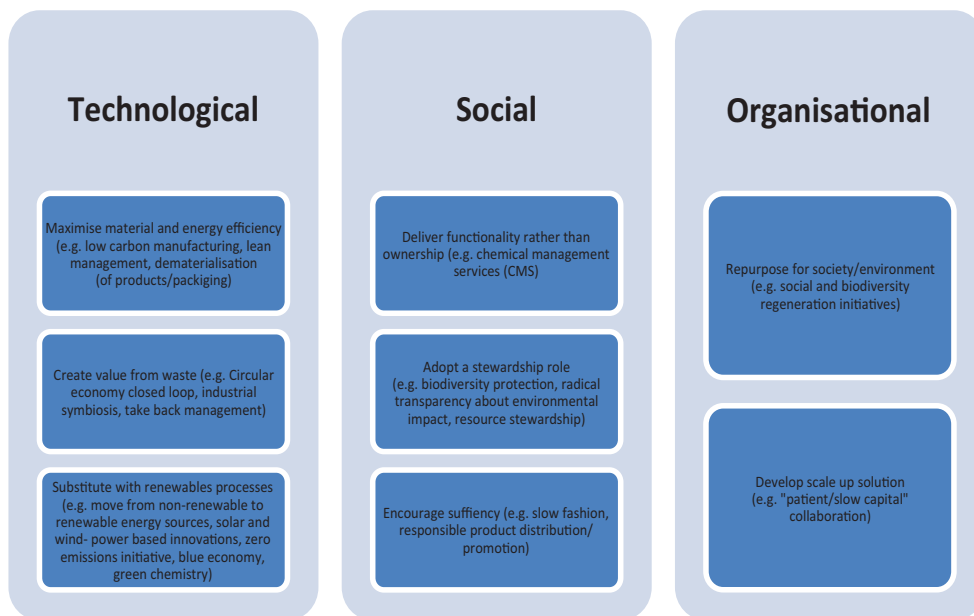 Technological
Maximise material and energy efficiency
(e.g. low carbon manufacturing, lean
management, dematerialisation
(of products/packiging)
Create value from waste (e.g. Circular
economy closed loop, industrial
symbiosis, take back management)
Substitute with renewables processes
(e.g. move from non-renewable to
renewable energy sources, solar and
wind- power based innovations, zero
emissions initiative, blue economy,
green chemistry)
Social
Deliver functionality rather than
ownership (e.g. chemical management
services (CMS)
Adopt a stewardship role
(e.g. biodiversity protection, radical
transparency about environmental
impact, resource stewardship)
Encourage suffiency (e.g. slow fashion,
responsible product distribution/
promotion)
Organisational
Repurpose for society/environment
(e.g. social and biodiversity
regeneration initiatives)
Develop scale up solution
(e.g. "patient/slow capital"
collaboration)